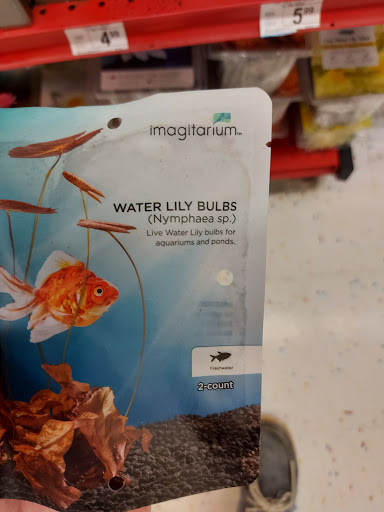 4.99
5.99
imagitarium™
WATER LILY BULBS
(Nymphaea sp.)
Live Water Lily bulbs for
aquariums and ponds.
Freshwater
2-count